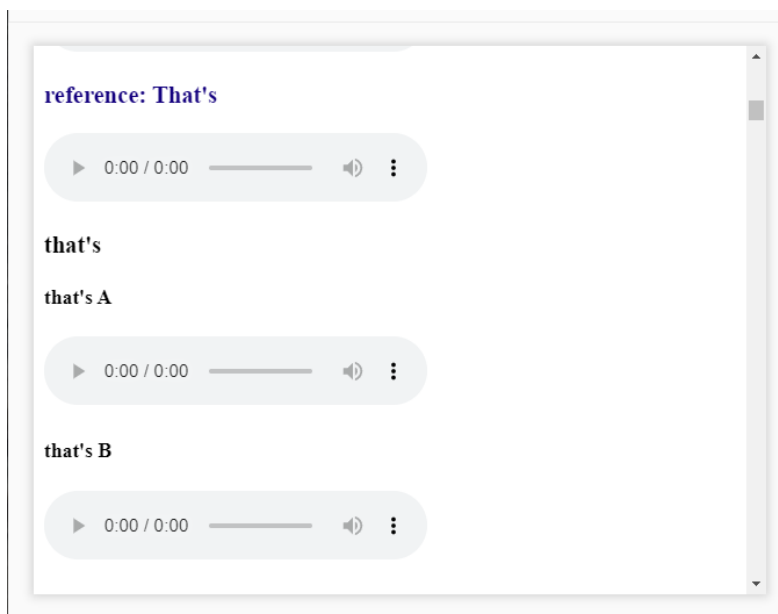 reference: That's
0:00 / 0:00
that's
that's A
0:00 / 0:00
that's B
0:00 / 0:00